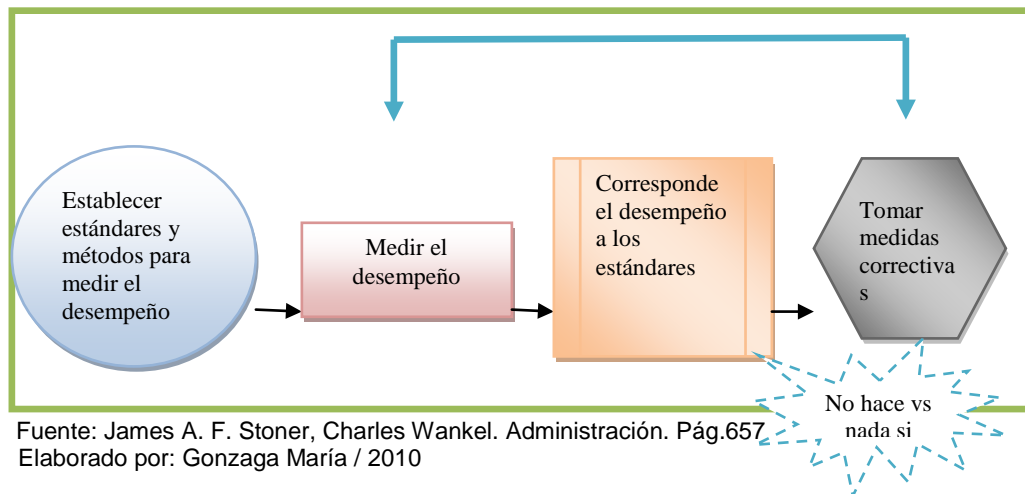 Establecer
estándares y
métodos para
medir el
desempeño
Medir el
desempeño
Corresponde
el desempeño
a los
estándares
Tomar
medidas
correctiva
s
No hace vs
nada si
Fuente: James A. F. Stoner, Charles Wankel. Administración. Pág.657
Elaborado por: Gonzaga María / 2010